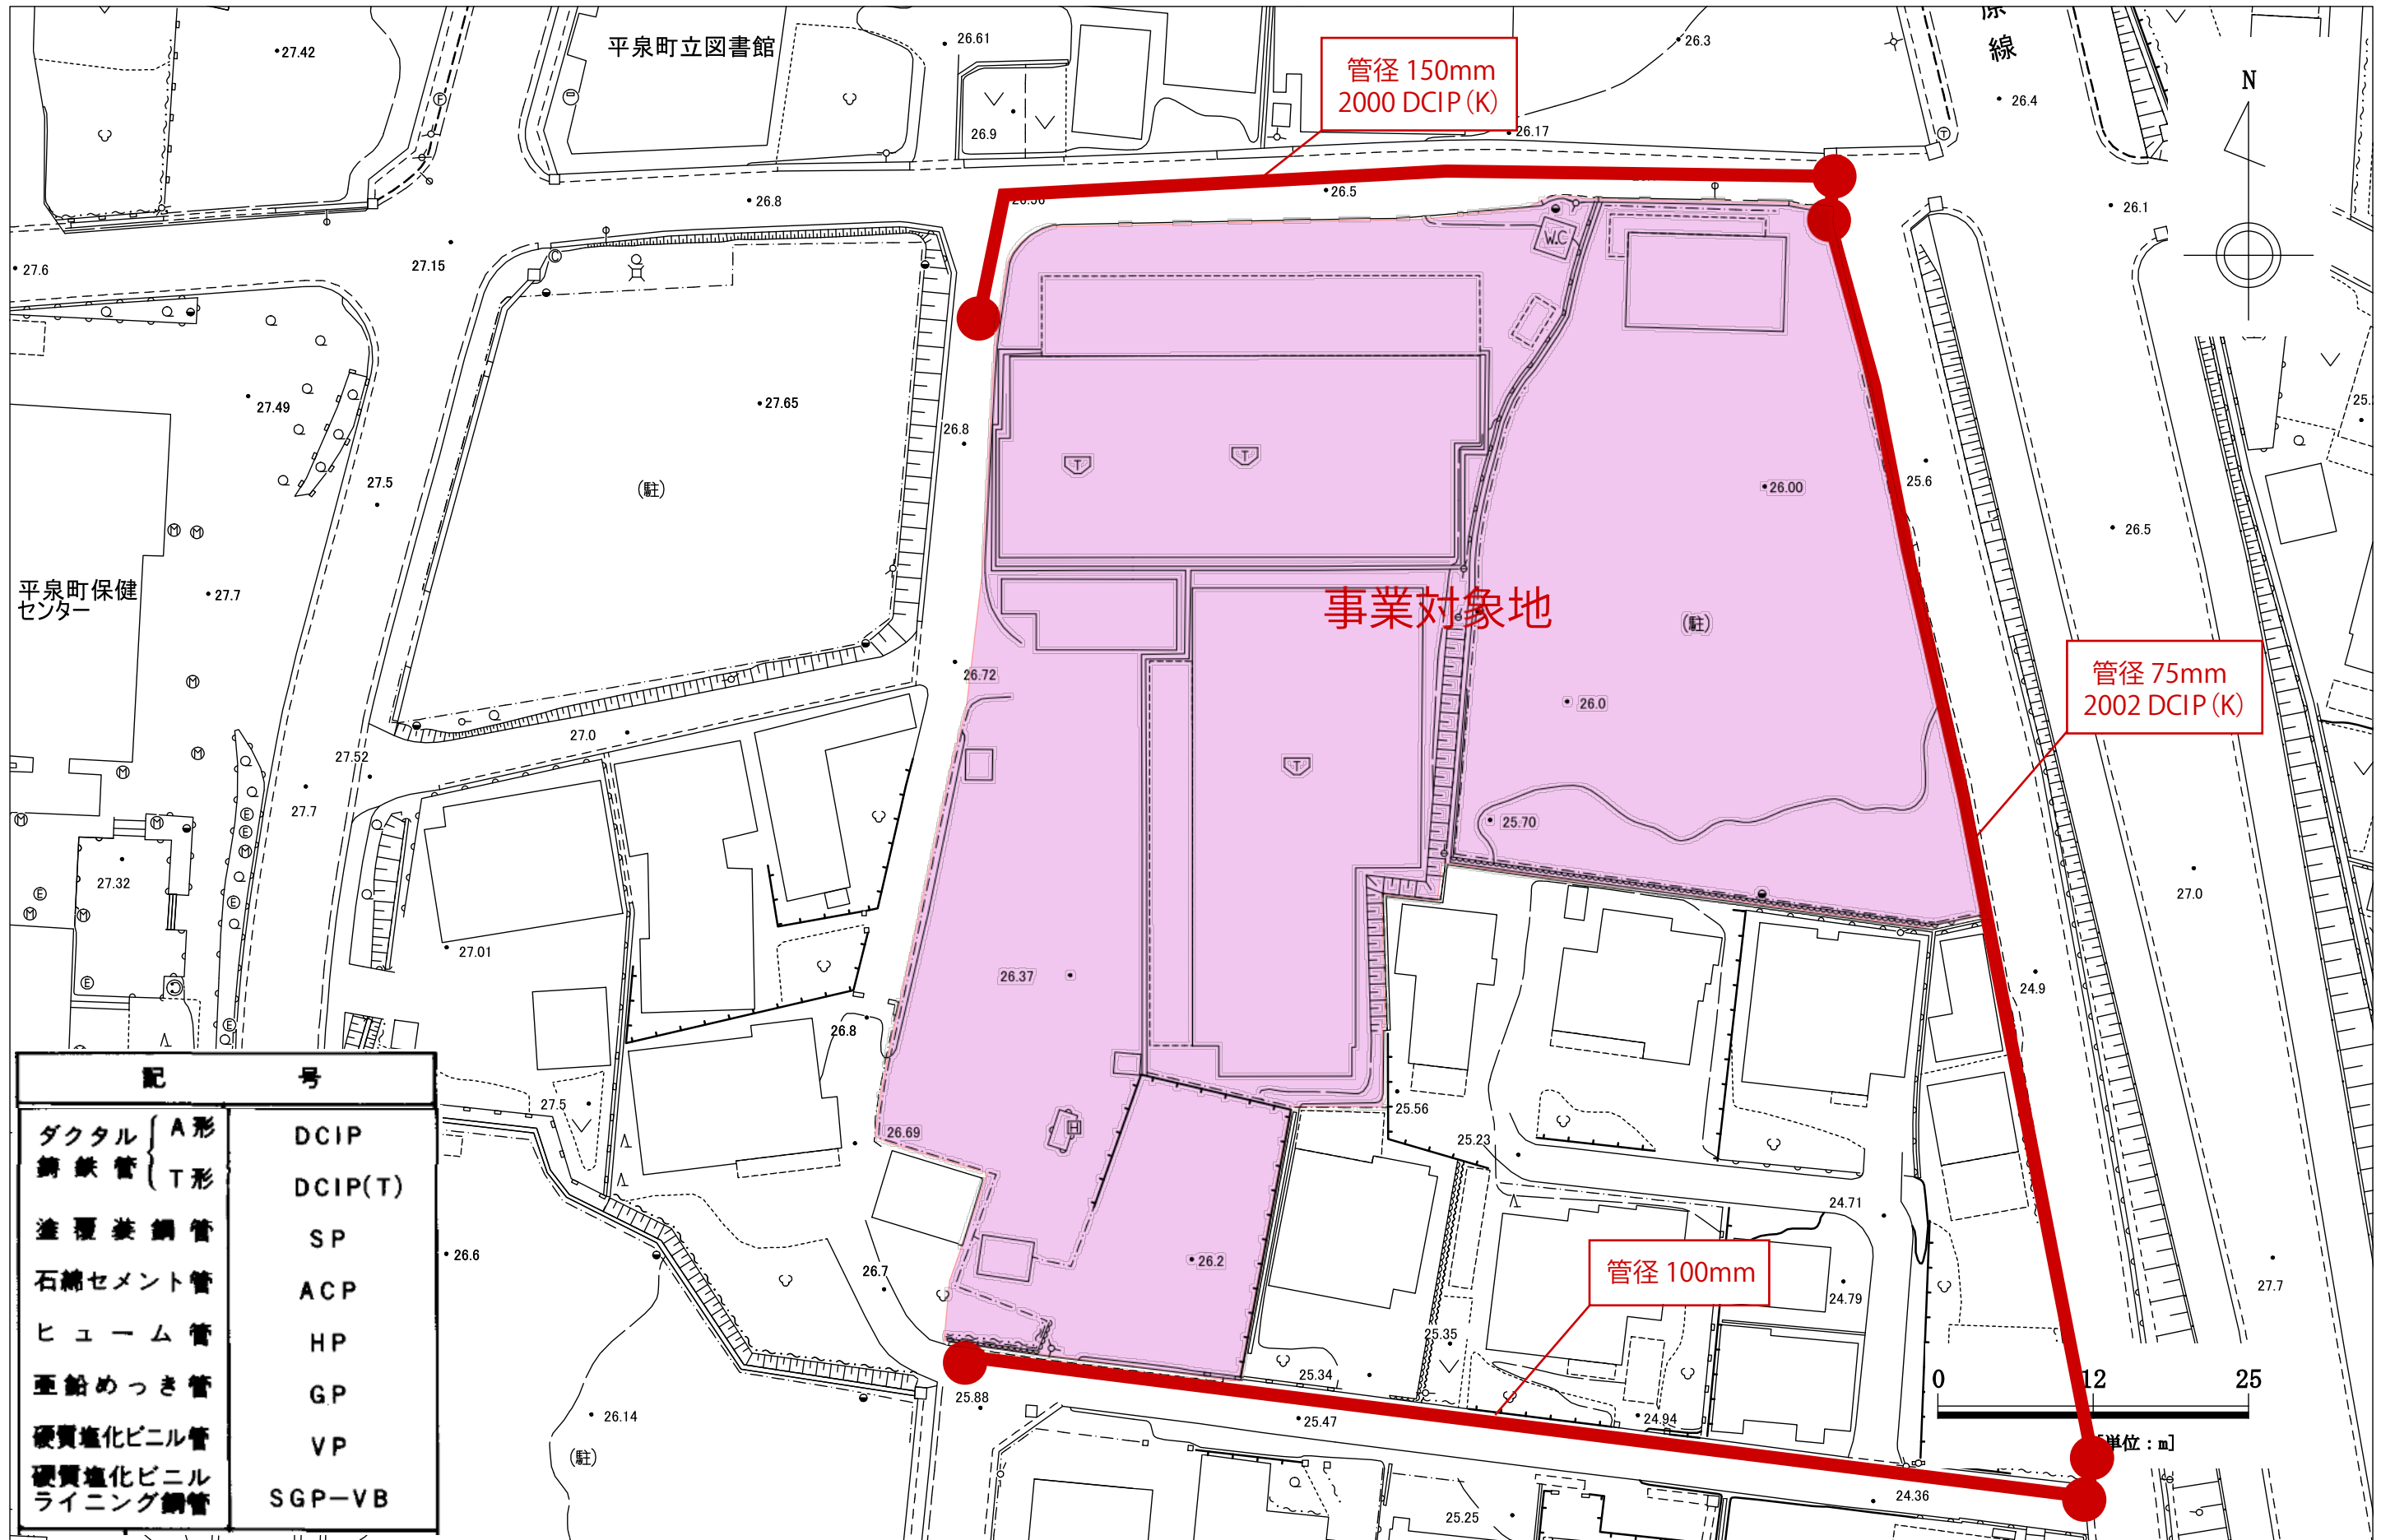 平泉町立図書館
原
線
N
管径 150mm
2000 DCIP (K)
27.42
26.61
26.3
26.4
26.9
26.17
26.8
26.5
26.1
27.6
27.15
W.C
27.49
27.65
26.8
27.5
(駐)
26.00
25.6
26.5
平泉町保健
センター
27.7
事業対象地
(駐)
26.72
26.0
管径 75mm
2002 DCIP (K)
27.0
27.52
27.7
25.70
27.32
27.0
27.01
26.37
24.9
26.8
27.5
25.56
26.69
25.23
24.71
26.6
26.7
26.2
管径 100mm
24.79
27.7
25.35
25.34
25.88
0
12
25
26.14
25.47
24.94
単位:m]
(駐)
24.36
25.25
記号
ダクタル鋳鉄管 A形 DCIP
T形 DCIP(T)
塗覆装鋼管 SP
石綿セメント管 ACP
ヒューム管 HP
亜鉛めっき管 GP
硬質塩化ビニル管 VP
硬質塩化ビニル
ライニング鋼管 SGP-VB